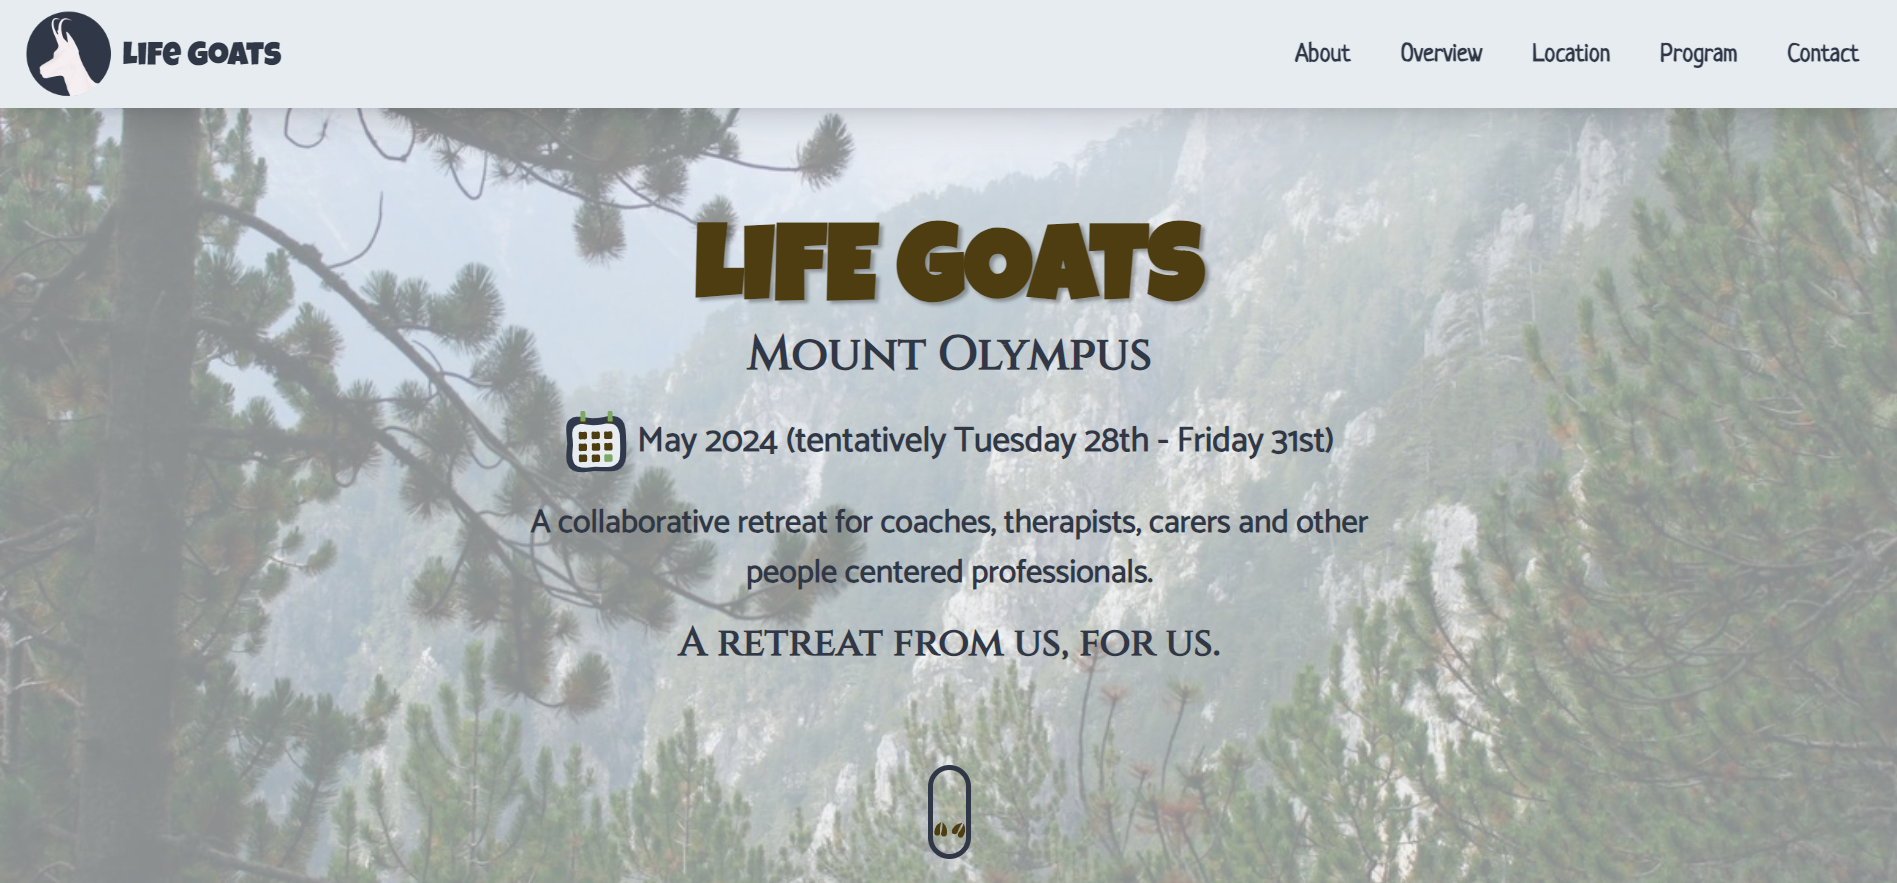 Life Goats
About Overview Location Program Contact
Life Goats
Mount Olympus
May 2024 (tentatively Tuesday 28th - Friday 31st)
A collaborative retreat for coaches, therapists, carers and other
people centered professionals.
A retreat from us, for us.